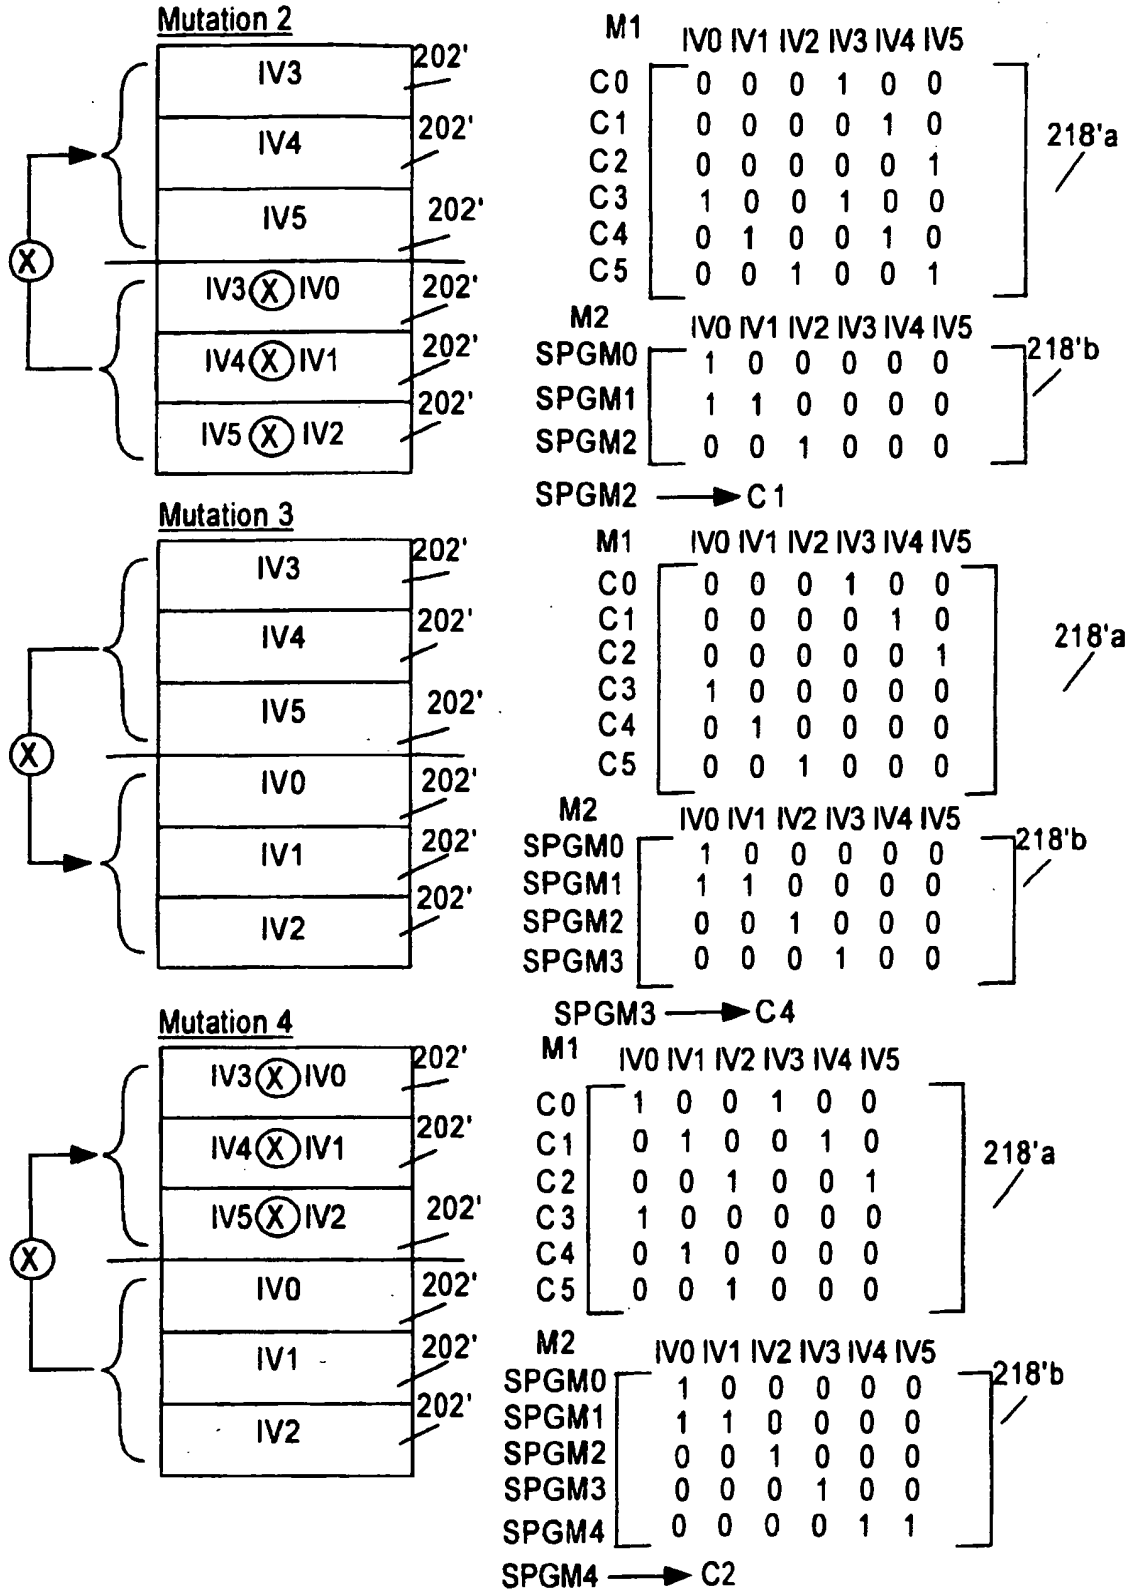 Mutation 2
IV3 202'
IV4 202'
IV5 202'
X
IV3 X IV0 202'
IV4 X IV1 202'
IV5 X IV2 202'
M1 IV0 IV1 IV2 IV3 IV4 IV5
C0 0 0 0 1 0 0
C1 0 0 0 0 1 0
C2 0 0 0 0 0 1
C3 1 0 0 1 0 0
C4 0 1 0 0 1 0
C5 0 0 1 0 0 1
218'a
M2 IV0 IV1 IV2 IV3 IV4 IV5
SPGM0 1 0 0 0 0 0
SPGM1 1 1 0 0 0 0
SPGM2 0 0 1 0 0 0
218'b
SPGM2 → C1
Mutation 3
IV3 202'
IV4 202'
IV5 202'
X
IV0 202'
IV1 202'
IV2 202'
M1 IV0 IV1 IV2 IV3 IV4 IV5
C0 0 0 0 1 0 0
C1 0 0 0 0 1 0
C2 0 0 0 0 0 1
C3 1 0 0 0 0 0
C4 0 1 0 0 0 0
C5 0 0 1 0 0 0
218'a
M2 IV0 IV1 IV2 IV3 IV4 IV5
SPGM0 1 0 0 0 0 0
SPGM1 1 1 0 0 0 0
SPGM2 0 0 1 0 0 0
SPGM3 0 0 0 1 0 0
218'b
SPGM3 → C4
Mutation 4
IV3 X IV0 202'
IV4 X IV1 202'
IV5 X IV2 202'
X
IV0 202'
IV1 202'
IV2 202'
M1 IV0 IV1 IV2 IV3 IV4 IV5
C0 1 0 0 1 0 0
C1 0 1 0 0 1 0
C2 0 0 1 0 0 1
C3 1 0 0 0 0 0
C4 0 1 0 0 0 0
C5 0 0 1 0 0 0
218'a
M2 IV0 IV1 IV2 IV3 IV4 IV5
SPGM0 1 0 0 0 0 0
SPGM1 1 1 0 0 0 0
SPGM2 0 0 1 0 0 0
SPGM3 0 0 0 1 0 0
SPGM4 0 0 0 0 1 1
218'b
SPGM4 → C2